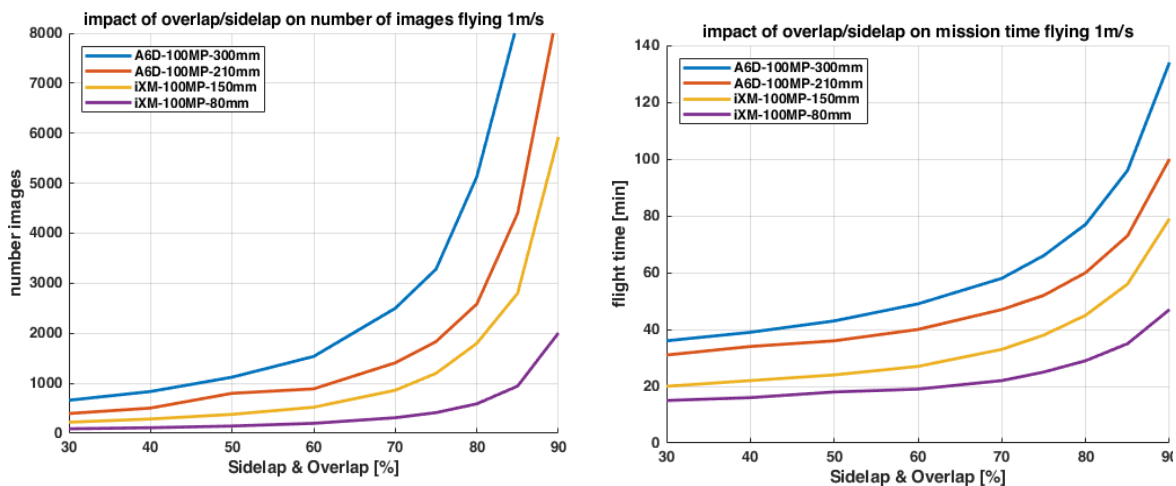 impact of overlap/sidelap on number of images flying 1m/s
8000
7000
6000
5000
4000
3000
2000
1000
0
number images
A6D-100MP-300mm
A6D-100MP-210mm
iXM-100MP-150mm
iXM-100MP-80mm
30 40 50 60 70 80 90
Sidelap & Overlap [%]
impact of overlap/sidelap on mission time flying 1m/s
140
120
100
80
60
40
20
0
flight time [min]
A6D-100MP-300mm
A6D-100MP-210mm
iXM-100MP-150mm
iXM-100MP-80mm
30 40 50 60 70 80 90
Sidelap & Overlap [%]